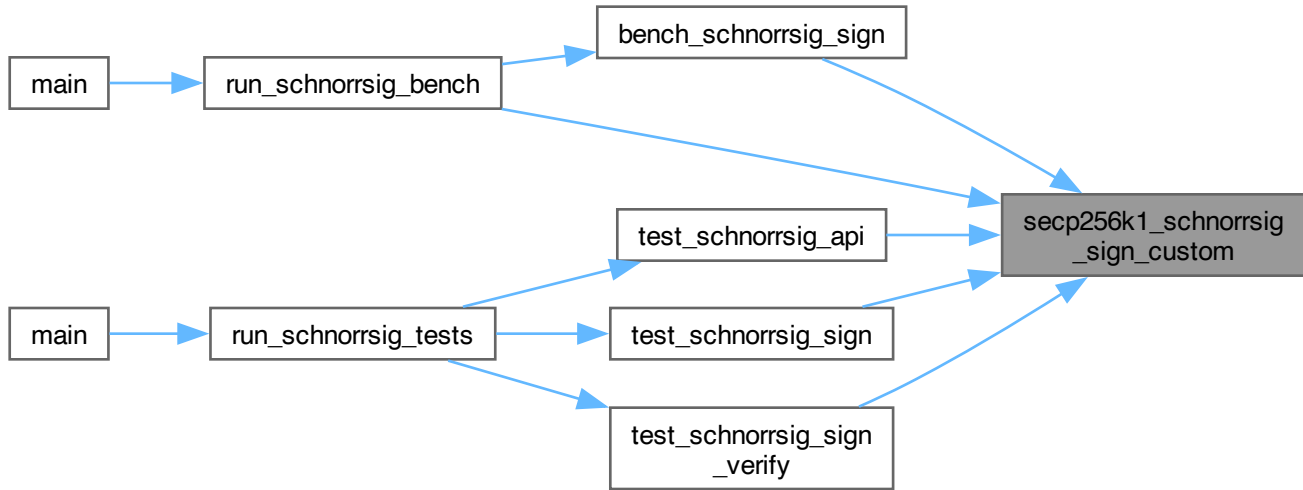 bench_schnorrsig_sign
main
run_schnorrsig_bench
secp256k1_schnorrsig
_sign_custom
test_schnorrsig_api
main
run_schnorrsig_tests
test_schnorrsig_sign
test_schnorrsig_sign
_verify